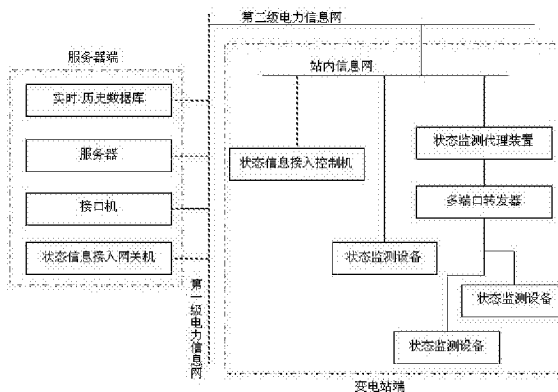 第二级电力信息网
服务器端
站内信息网
实时 历史数据库
服务器
接口机
状态信息接入网关机
第一级电力信息网
状态信息接入控制机
状态监测代理装置
多端口转发器
状态监测设备
状态监测设备
状态监测设备
变电站端